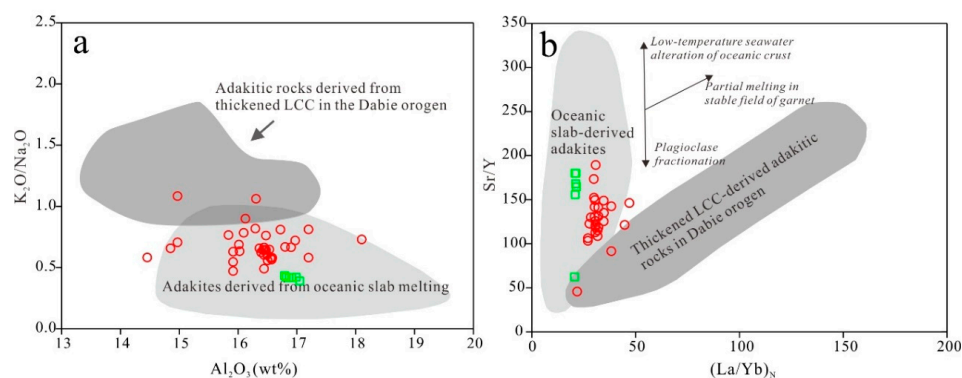 a
2.5
2.0
1.5
1.0
0.5
0.0
K₂O/Na₂O
Adakitic rocks derived from
thickened LCC in the Dabie orogen
Adakites derived from oceanic slab melting
13
14
15
16
17
18
19
20
Al₂O₃(wt%)
b
350
300
250
200
150
100
50
0
Sr/Y
Low-temperature seawater
alteration of oceanic crust
Partial melting in
stable field of garnet
Oceanic
slab-derived
adakites
Plagioclase
fractionation
Thickened LCC-derived adakitic
rocks in Dabie orogen
0
50
100
150
200
(La/Yb)N